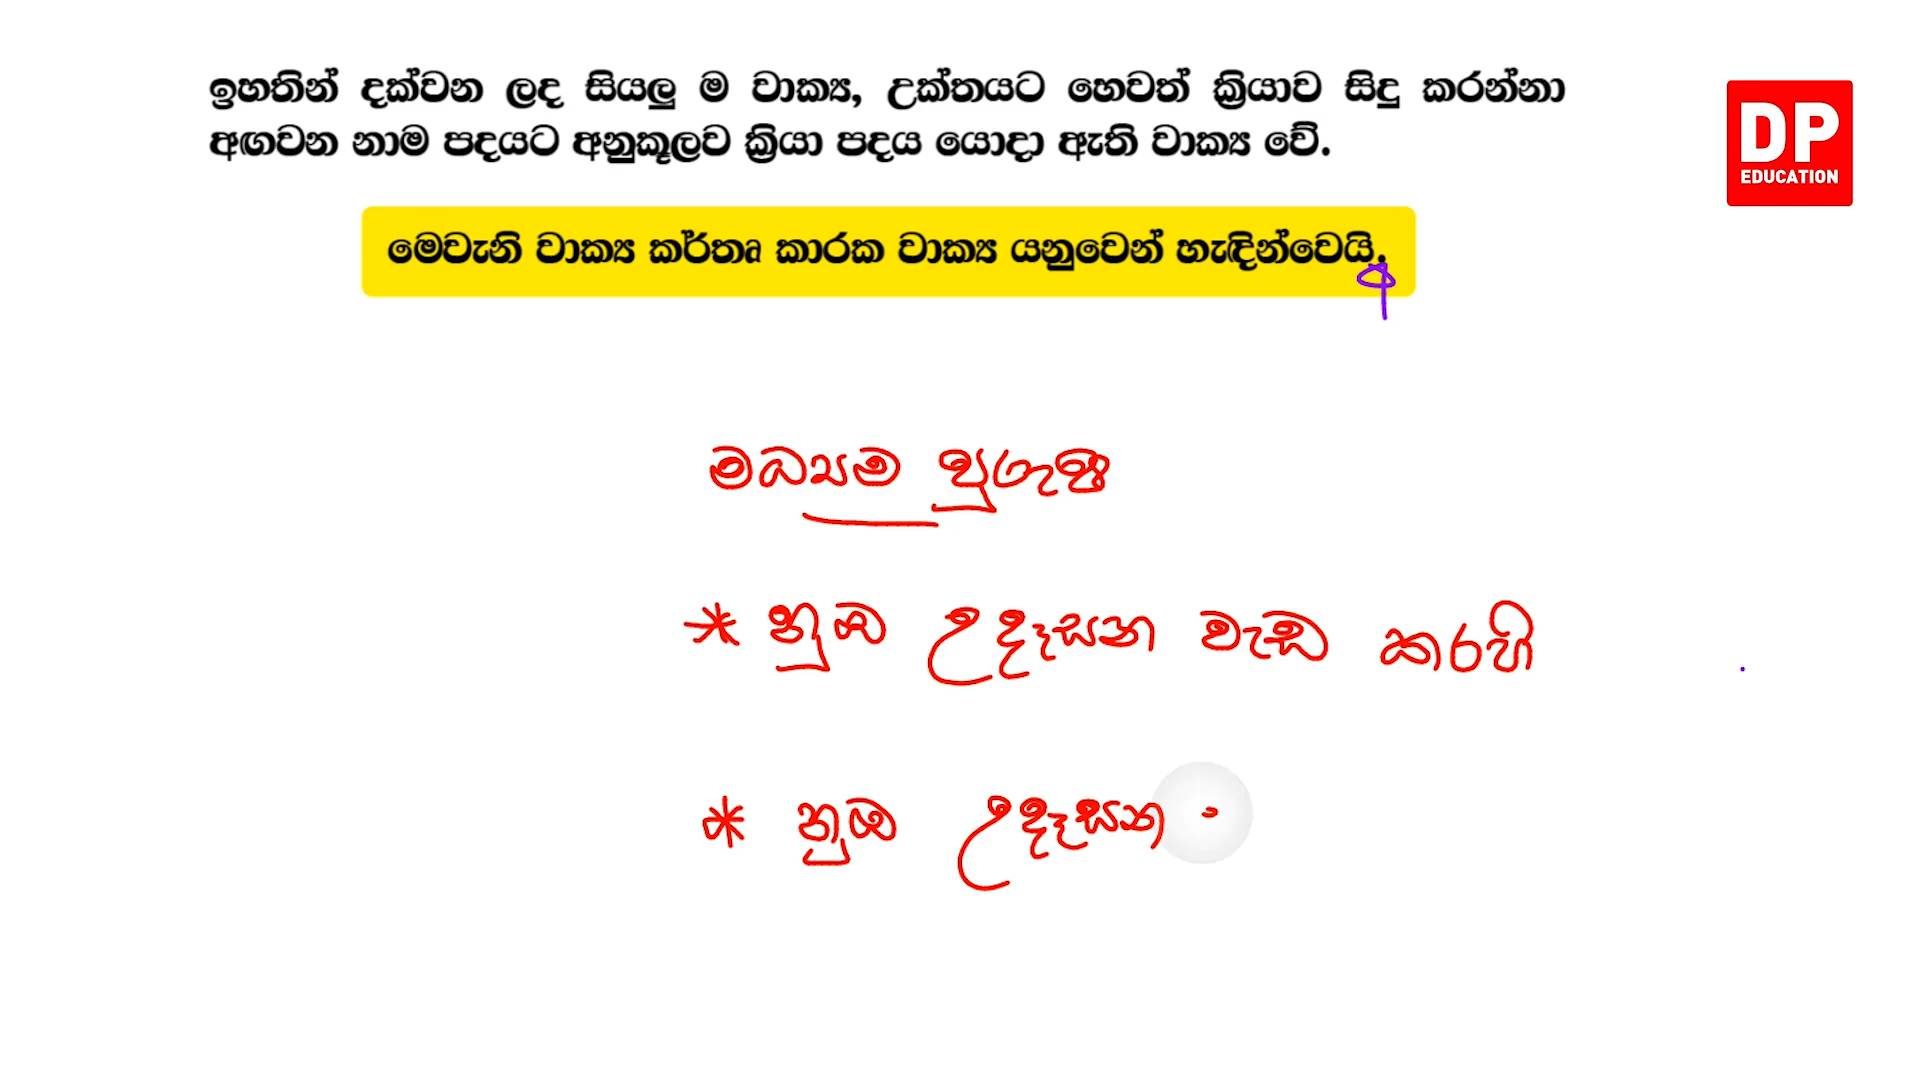 ඉහතින් දක්වන ලද සියලු ම වාක්‍ය, උක්තයට හෙවත් ක්‍රියාව සිදු කරන්නා
අඟවන නාම පදයට අනුකූලව ක්‍රියා පදය යොදා ඇති වාක්‍ය වේ.
DP
EDUCATION
මෙවැනි වාක්‍ය කර්තෘ කාරක වාක්‍ය යනුවෙන් හැඳින්වෙයි.
මධ්‍යම පුරුෂ
* නුඹ උදෑසන වැඩ කරහි
* නුඹ උදෑසන